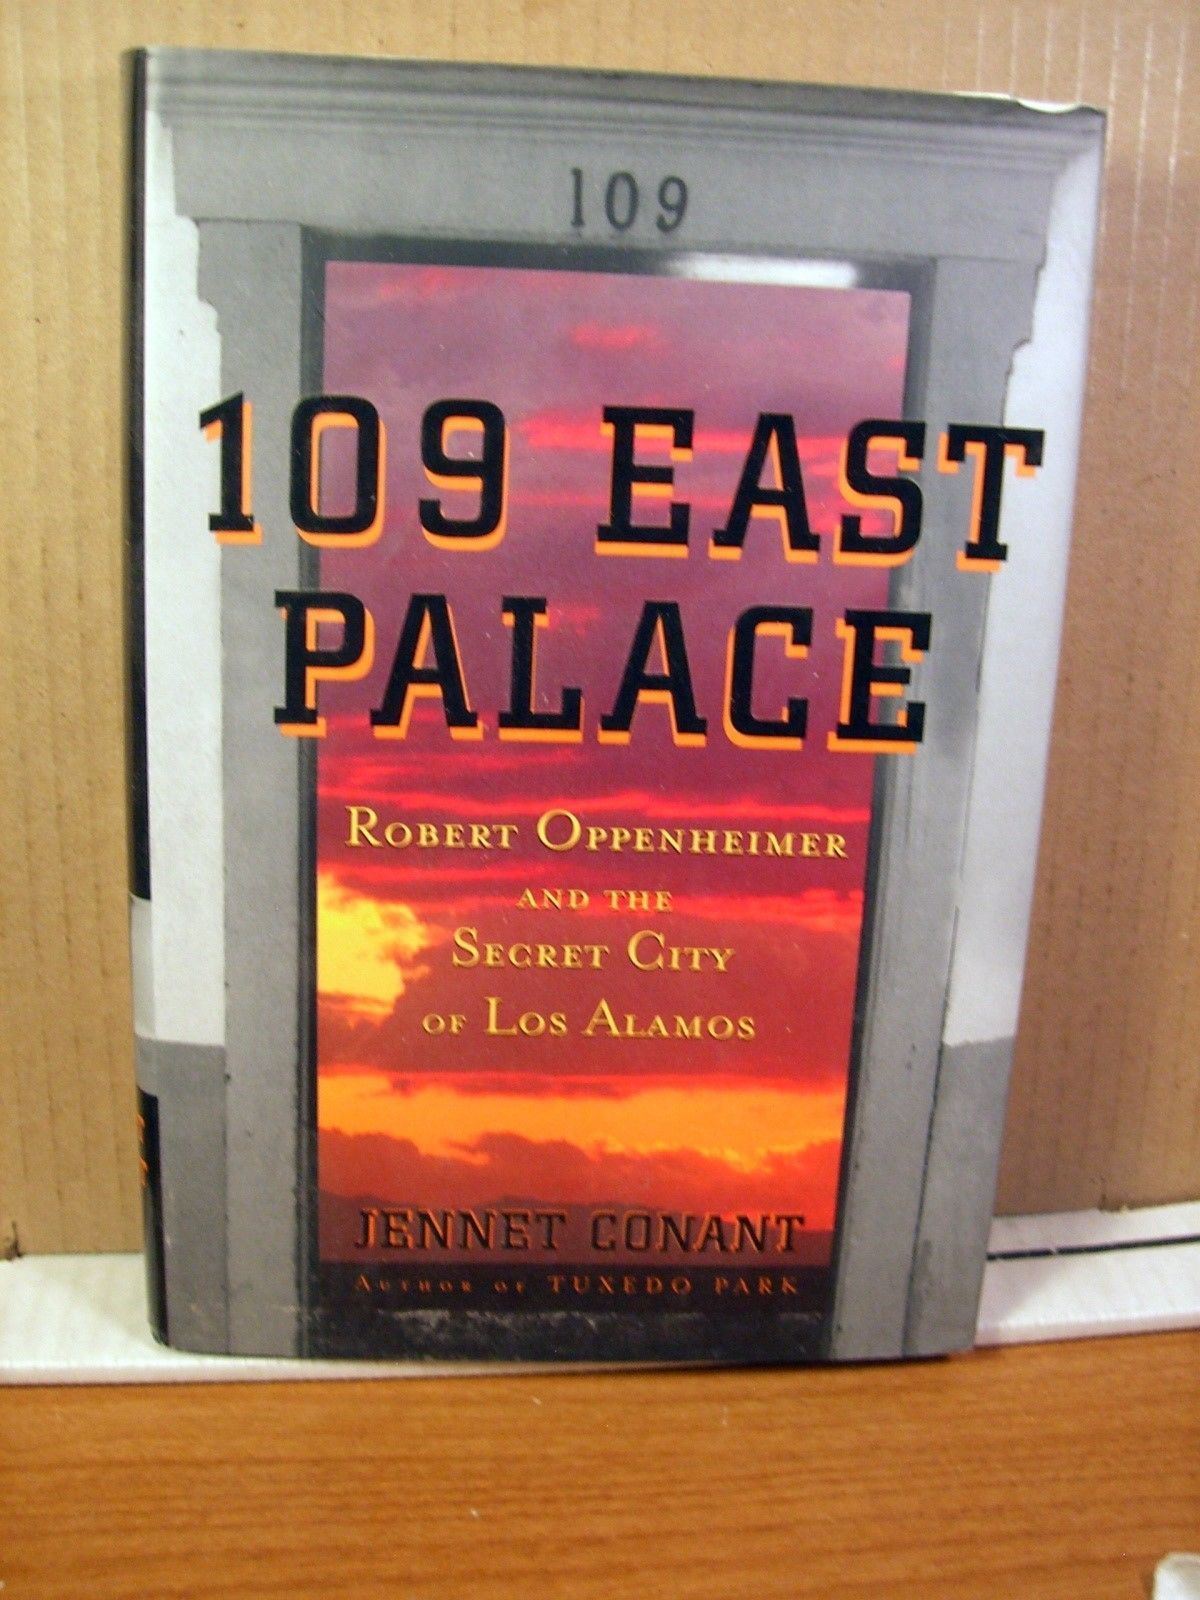 109
109 EAST
PALACE
ROBERT OPPENHEIMER
AND THE
SECRET CITY
OF LOS ALAMOS
JENNET CONANT
AUTHOR OF TUXEDO PARK